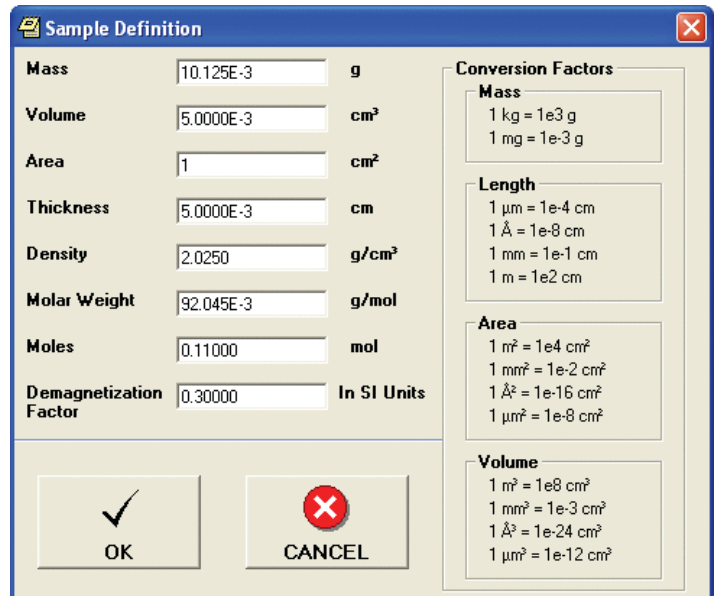 Sample Definition
Mass 10.125E-3 g
Volume 5.0000E-3 cm³
Area 1 cm²
Thickness 5.0000E-3 cm
Density 2.0250 g/cm³
Molar Weight 92.045E-3 g/mol
Moles 0.11000 mol
Demagnetization Factor 0.30000 In SI Units
OK
CANCEL
Conversion Factors
Mass
1 kg = 1e3 g
1 mg = 1e-3 g
Length
1 µm = 1e-4 cm
1 Å = 1e-8 cm
1 mm = 1e-1 cm
1 m = 1e2 cm
Area
1 m² = 1e4 cm²
1 mm² = 1e-2 cm²
1 Å² = 1e-16 cm²
1 µm² = 1e-8 cm²
Volume
1 m³ = 1e8 cm³
1 mm³ = 1e-3 cm³
1 Å³ = 1e-24 cm³
1 µm³ = 1e-12 cm³